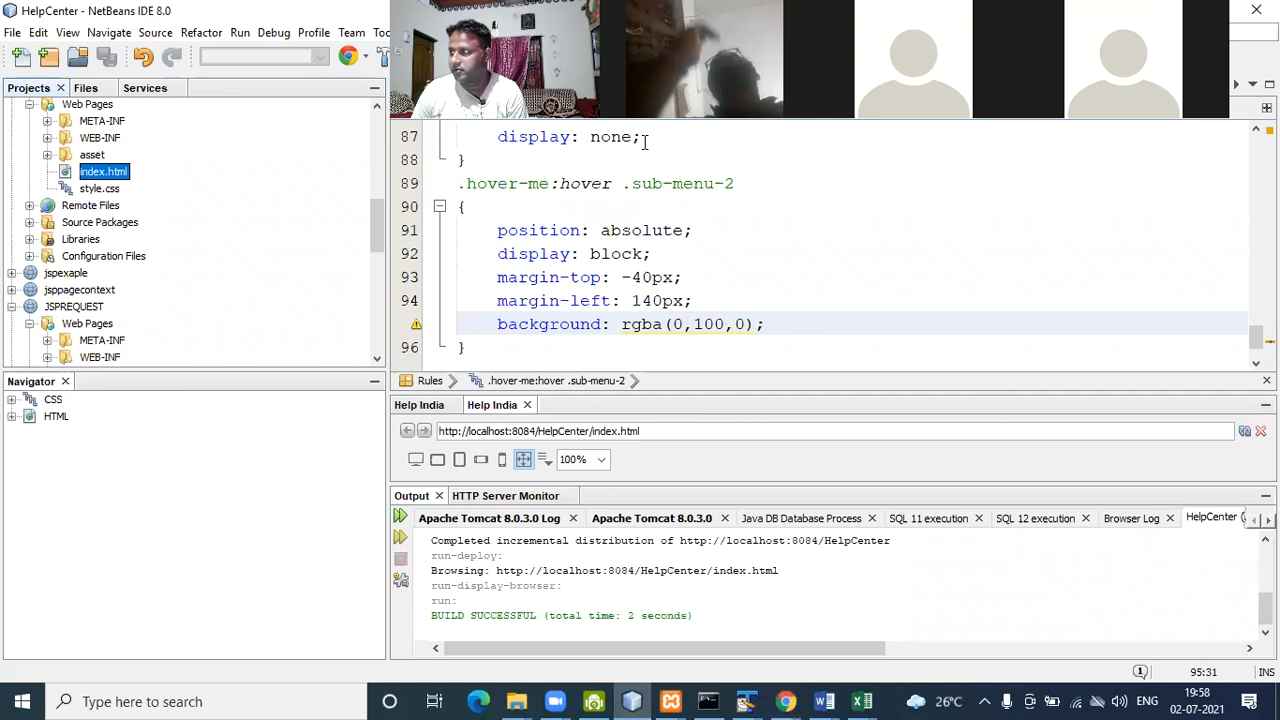 HelpCenter - NetBeans IDE 8.0
File Edit View Navigate Source Refactor Run Debug Profile Team
Projects Files Services
Web Pages
META-INF
WEB-INF
asset
index.html
style.css
Remote Files
Source Packages
Libraries
Configuration Files
jspexaple
jsppagecontext
JSPREQUEST
Web Pages
META-INF
WEB-INF
Navigator
CSS
HTML
87 display: none;
88 }
89 .hover-me:hover .sub-menu-2
90 {
91 position: absolute;
92 display: block;
93 margin-top: -40px;
94 margin-left: 140px;
background: rgba(0,100,0);
96 }
Rules .hover-me:hover .sub-menu-2
Help India Help India
http://localhost:8084/HelpCenter/index.html
100%
Output HTTP Server Monitor
Apache Tomcat 8.0.3.0 Log Apache Tomcat 8.0.3.0 Java DB Database Process SQL 11 execution SQL 12 execution Browser Log HelpCenter (
Completed incremental distribution of http://localhost:8084/HelpCenter
run-deploy:
Browsing: http://localhost:8084/HelpCenter/index.html
run-display-browser:
run:
BUILD SUCCESSFUL (total time: 2 seconds)
95:31 INS
Type here to search
26°C ENG
19:58
02-07-2021